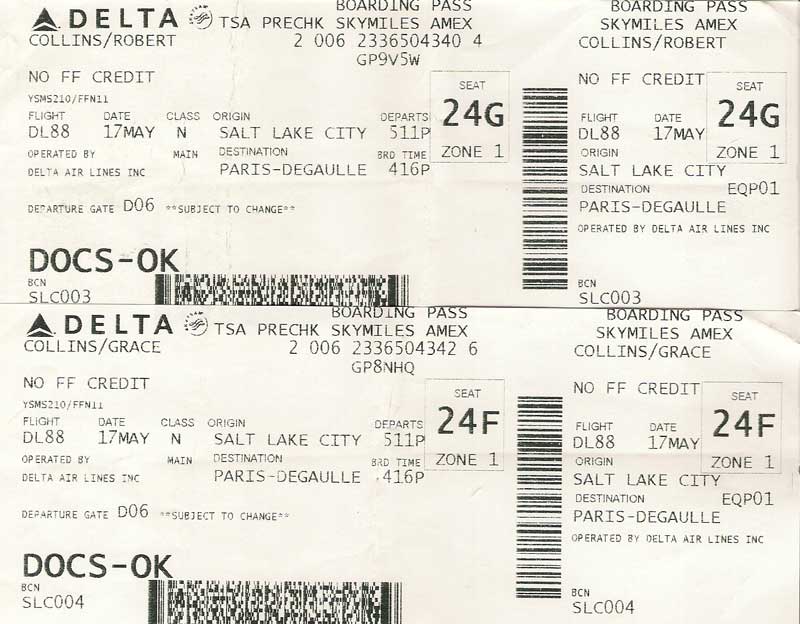 DELTA TSA PRECHK BOARDING PASS SKYMILES AMEX
COLLINS/ROBERT 2 006 2336504340 4
GP9V5W
NO FF CREDIT
YSMS210/FFN11
FLIGHT DATE CLASS ORIGIN DEPARTS SEAT
DL88 17MAY N SALT LAKE CITY 511P 24G
OPERATED BY MAIN DESTINATION BRD TIME ZONE 1
DELTA AIR LINES INC PARIS-DEGAULLE 416P
DEPARTURE GATE D06 **SUBJECT TO CHANGE**
DOCS-OK
BCN
SLC003
BOARDING PASS
SKYMILES AMEX
COLLINS/ROBERT
NO FF CREDIT
SEAT
24G
FLIGHT DATE
DL88 17MAY
ORIGIN ZONE 1
SALT LAKE CITY
DESTINATION EQP01
PARIS-DEGAULLE
OPERATED BY DELTA AIR LINES INC
BCN
SLC003
DELTA TSA PRECHK BOARDING PASS SKYMILES AMEX
COLLINS/GRACE 2 006 2336504342 6
GP8NHQ
NO FF CREDIT
YSMS210/FFN11
FLIGHT DATE CLASS ORIGIN DEPARTS SEAT
DL88 17MAY N SALT LAKE CITY 511P 24F
OPERATED BY MAIN DESTINATION BRD TIME ZONE 1
DELTA AIR LINES INC PARIS-DEGAULLE 416P
DEPARTURE GATE D06 **SUBJECT TO CHANGE**
DOCS-OK
BCN
SLC004
BOARDING PASS
SKYMILES AMEX
COLLINS/GRACE
NO FF CREDIT
SEAT
24F
FLIGHT DATE
DL88 17MAY
ORIGIN ZONE 1
SALT LAKE CITY
DESTINATION EQP01
PARIS-DEGAULLE
OPERATED BY DELTA AIR LINES INC
BCN
SLC004